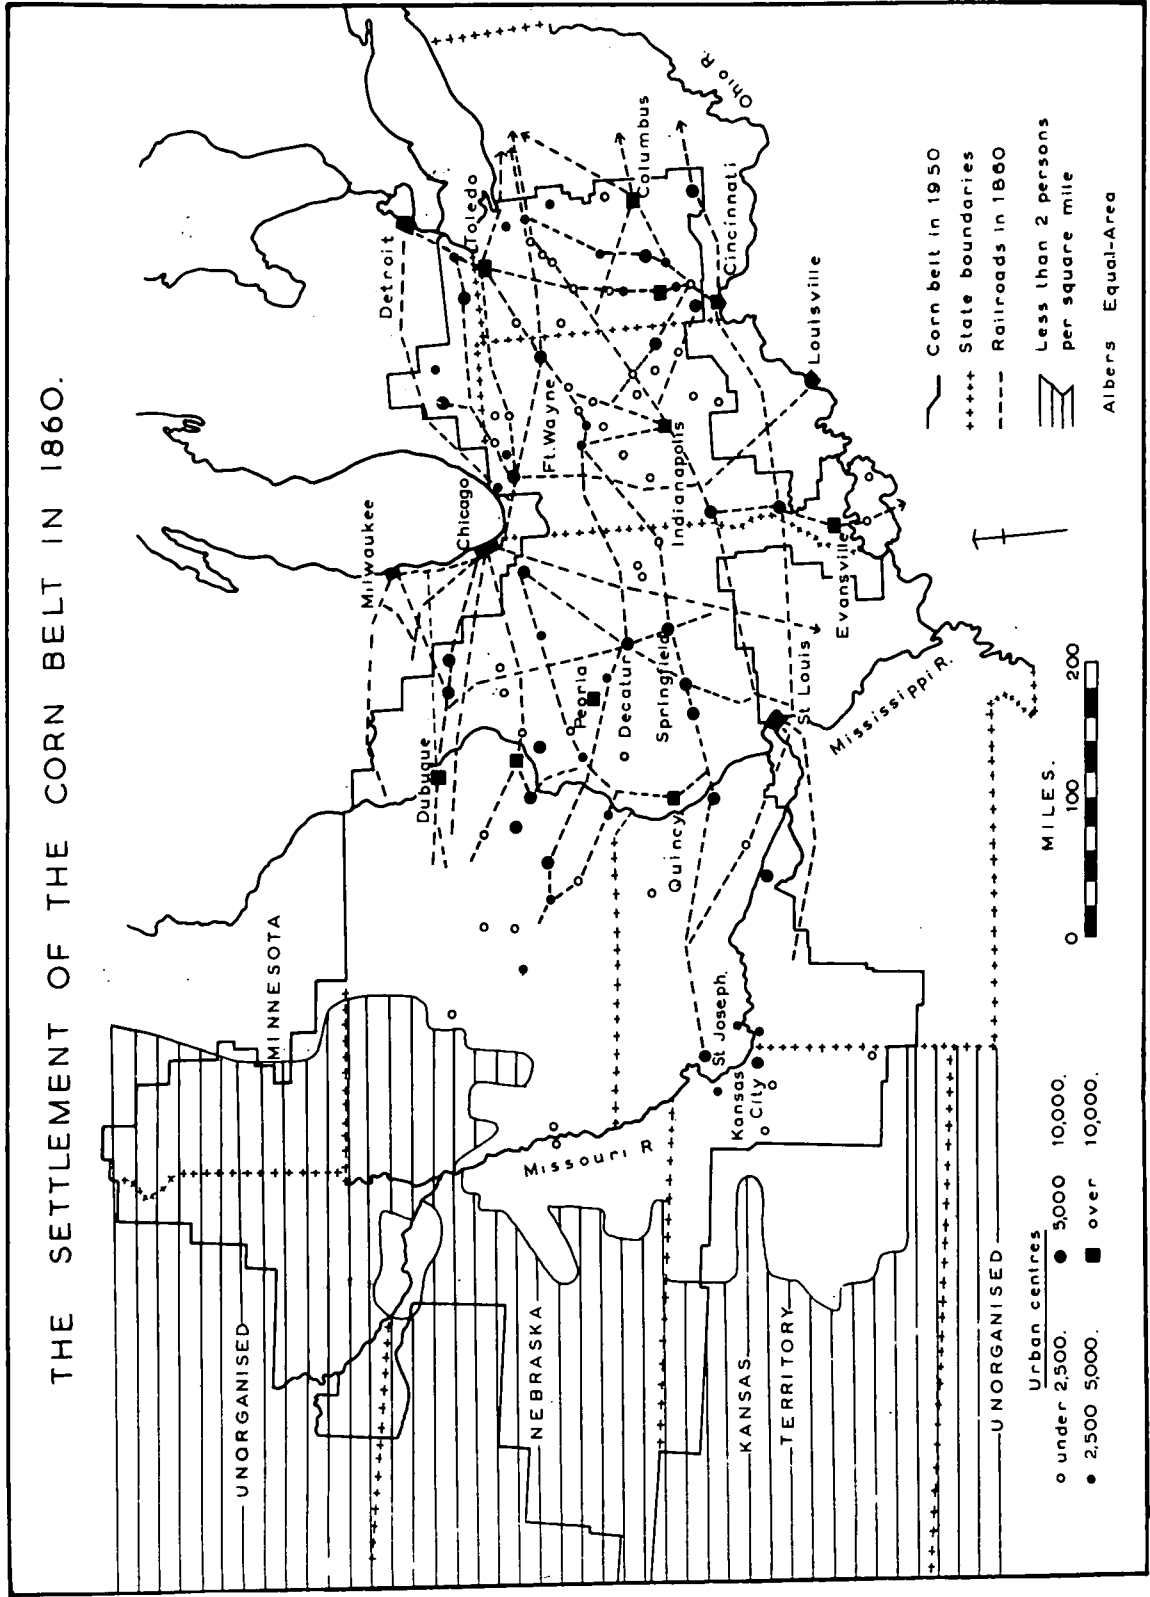 THE SETTLEMENT OF THE CORN BELT IN 1860.
MINNESOTA
UNORGANISED
NEBRASKA
KANSAS
TERRITORY
UNORGANISED
Missouri R
Kansas
City
St Joseph.
Dubuque
Milwaukee
Chicago
Detroit
Toledo
Ft. Wayne
Peoria
Decatur
Springfield
Quincy
St Louis
Indianapolis
Evansville
Louisville
Cincinnati
Columbus
Ohio R.
Mississippi R.
Urban centres
under 2,500.
5,000 10,000.
2,500 5,000.
over 10,000.
MILES.
0 100 200
Corn belt in 1950
State boundaries
Railroads in 1860
Less than 2 persons
per square mile
Albers Equal-Area